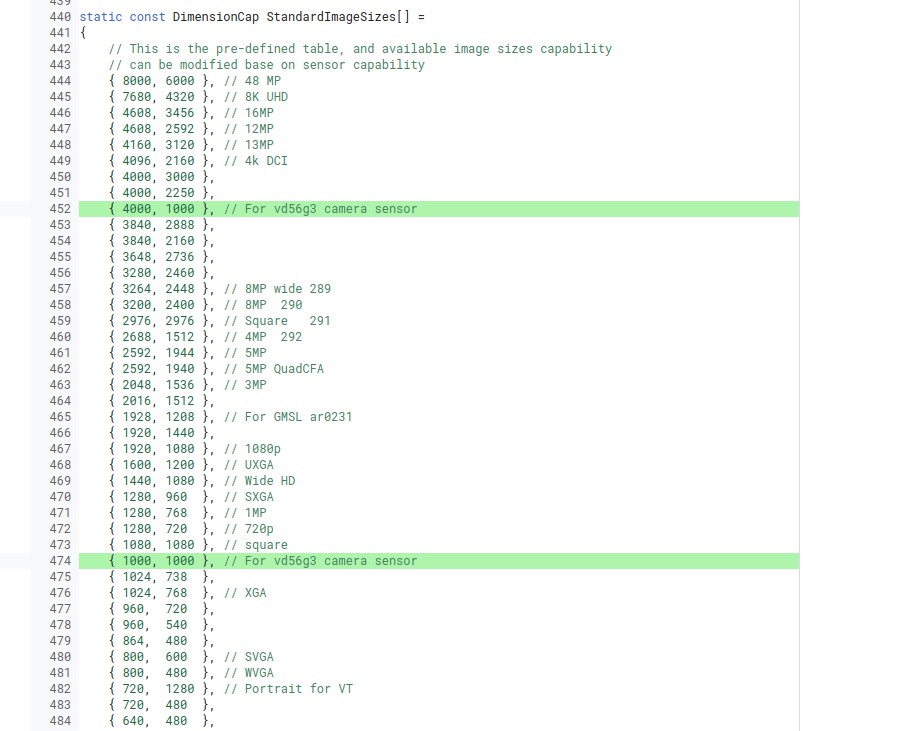 439
440 static const DimensionCap StandardImageSizes[] =
441 {
442     // This is the pre-defined table, and available image sizes capability
443     // can be modified base on sensor capability
444     { 8000, 6000 }, // 48 MP
445     { 7680, 4320 }, // 8K UHD
446     { 4608, 3456 }, // 16MP
447     { 4608, 2592 }, // 12MP
448     { 4160, 3120 }, // 13MP
449     { 4096, 2160 }, // 4k DCI
450     { 4000, 3000 },
451     { 4000, 2250 },
452     { 4000, 1000 }, // For vd56g3 camera sensor
453     { 3840, 2888 },
454     { 3840, 2160 },
455     { 3648, 2736 },
456     { 3280, 2460 },
457     { 3264, 2448 }, // 8MP wide 289
458     { 3200, 2400 }, // 8MP  290
459     { 2976, 2976 }, // Square   291
460     { 2688, 1512 }, // 4MP  292
461     { 2592, 1944 }, // 5MP
462     { 2592, 1940 }, // 5MP QuadCFA
463     { 2048, 1536 }, // 3MP
464     { 2016, 1512 },
465     { 1928, 1208 }, // For GMSL ar0231
466     { 1920, 1440 },
467     { 1920, 1080 }, // 1080p
468     { 1600, 1200 }, // UXGA
469     { 1440, 1080 }, // Wide HD
470     { 1280, 960  }, // SXGA
471     { 1280, 768  }, // 1MP
472     { 1280, 720  }, // 720p
473     { 1080, 1080 }, // square
474     { 1000, 1000 }, // For vd56g3 camera sensor
475     { 1024, 738  },
476     { 1024, 768  }, // XGA
477     { 960,  720  },
478     { 960,  540  },
479     { 864,  480  },
480     { 800,  600  }, // SVGA
481     { 800,  480  }, // WVGA
482     { 720,  1280 }, // Portrait for VT
483     { 720,  480  },
484     { 640,  480  },